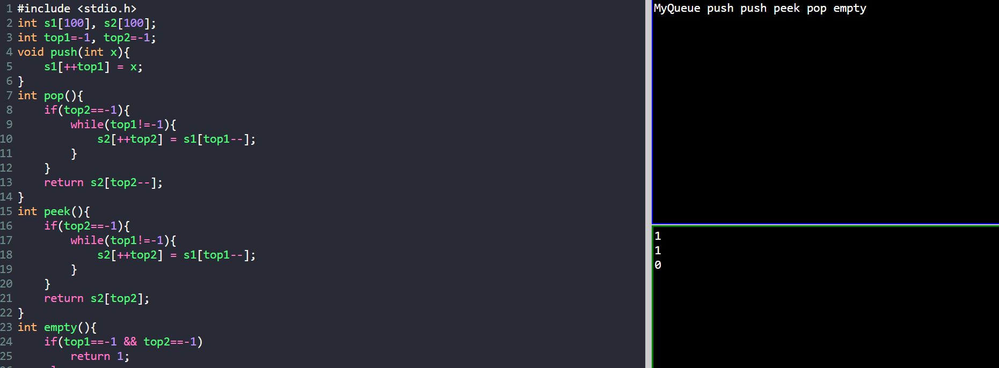 1 #include <stdio.h>
2 int s1[100], s2[100];
3 int top1=-1, top2=-1;
4 void push(int x){
5     s1[++top1] = x;
6 }
7 int pop(){
8     if(top2==-1){
9         while(top1!=-1){
10             s2[++top2] = s1[top1--];
11         }
12     }
13     return s2[top2--];
14 }
15 int peek(){
16     if(top2==-1){
17         while(top1!=-1){
18             s2[++top2] = s1[top1--];
19         }
20     }
21     return s2[top2];
22 }
23 int empty(){
24     if(top1==-1 && top2==-1)
25         return 1;
MyQueue push push peek pop empty
1
1
0